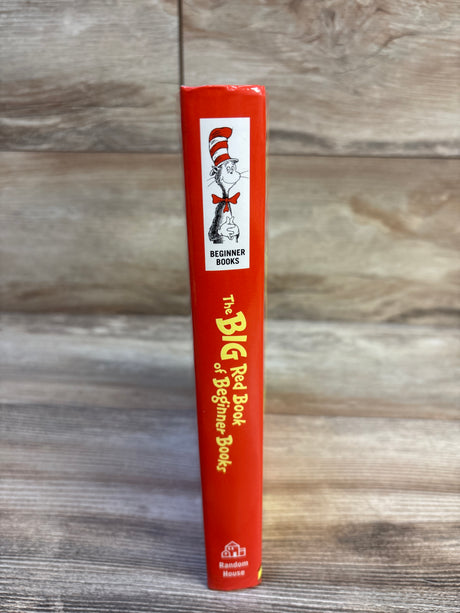 BEGINNER
BOOKS
The BIG Red Book
of Beginner Books
Random
House